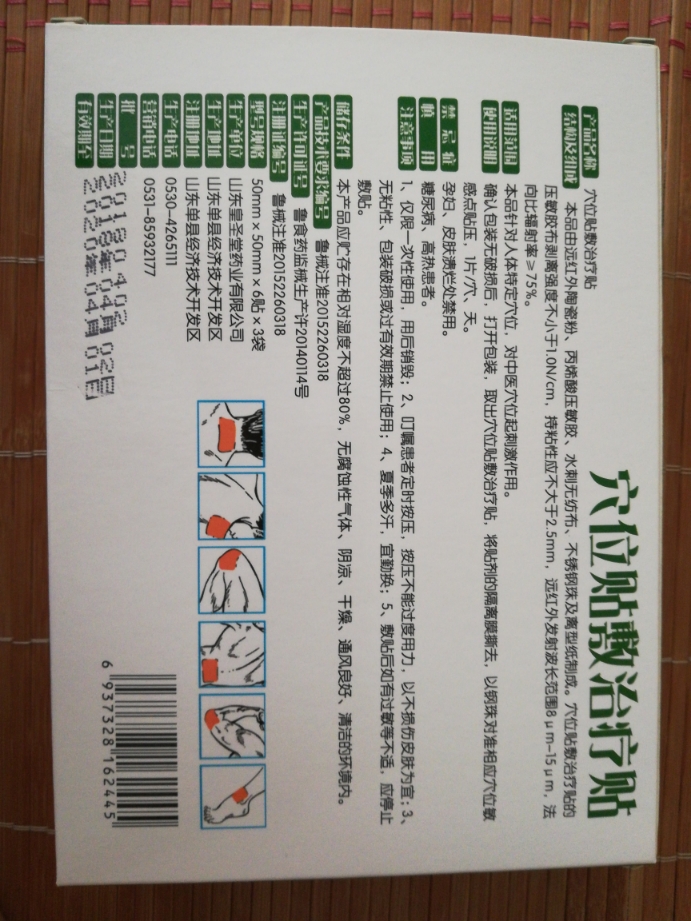 穴位贴敷治疗贴
产品名称 穴位贴敷治疗贴
结构及组成 本品由远红外陶瓷粉、丙烯酸压敏胶、水刺无纺布、不锈钢珠及离型纸制成。穴位贴敷治疗贴的
压敏胶布剥离强度不小于1.0N/cm，持粘性应不大于2.5mm，远红外发射波长范围8μm-15μm，法
向比辐射率≥75%。
适用范围 本品针对人体特定穴位，对中医穴位起刺激作用。
使用说明 确认包装无破损后，打开包装，取出穴位贴敷治疗贴，将贴剂的隔离膜撕去，以钢珠对准相应穴位敏
感点贴压，1片/穴、天。
禁忌症 孕妇、皮肤溃烂处禁用。
慎用 糖尿病、高热患者。
注意事项 1、仅限一次性使用，用后销毁；2、叮嘱患者定时按压，按压不能过度用力，以不损伤皮肤为宜；3、
无粘性、包装破损或过有效期禁止使用；4、夏季多汗，宜勤换；5、敷贴后如有过敏等不适，应停止
敷贴。
储存条件 本产品应贮存在相对湿度不超过80%，无腐蚀性气体、阴凉、干燥、通风良好、清洁的环境内。
产品技术要求编号 鲁械注准20152260318
生产许可证号 鲁食药监械生产许20140114号
注册证编号 鲁械注准20152260318
型号规格 50mm×50mm×6贴×3袋
生产单位 山东皇圣堂药业有限公司
生产地址 山东单县经济技术开发区
注册地址 山东单县经济技术开发区
生产电话 0530-4265111
营销电话 0531-85932177
批号 20180402
生产日期 2018年04月02日
有效期至 2020年04月01日
6 937328 162445